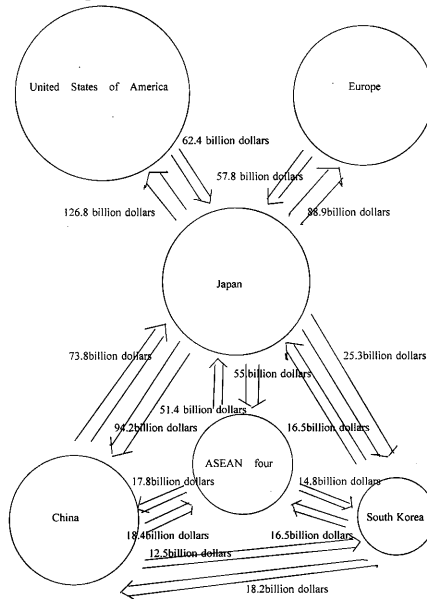 United States of America
Europe
62.4 billion dollars
57.8 billion dollars
126.8 billion dollars
88.9billion dollars
Japan
73.8billion dollars
25.3billion dollars
55 billion dollars
51.4 billion dollars
94.2billion dollars
16.5billion dollars
ASEAN four
17.8billion dollars
14.8billion dollars
China
South Korea
18.4billion dollars
16.5billion dollars
12.5billion dollars
18.2billion dollars